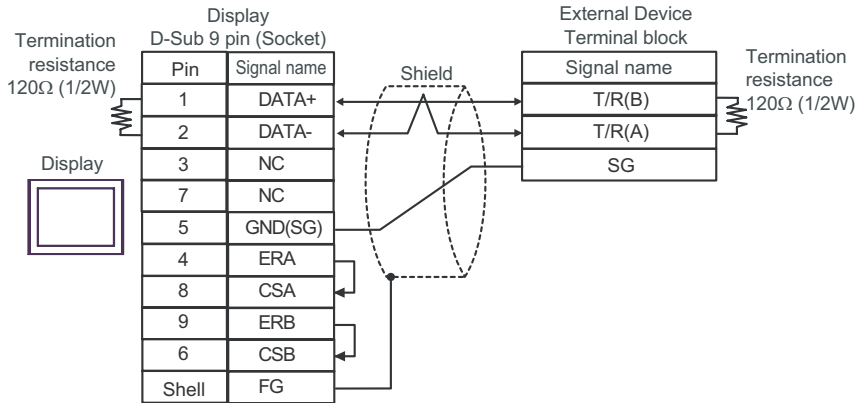 Display
D-Sub 9 pin (Socket)
External Device
Terminal block
Termination
resistance
120Ω (1/2W)
Pin Signal name
Shield
Signal name
Termination
resistance
120Ω (1/2W)
1 DATA+
T/R(B)
2 DATA-
T/R(A)
Display
3 NC
SG
7 NC
5 GND(SG)
4 ERA
8 CSA
9 ERB
6 CSB
Shell FG